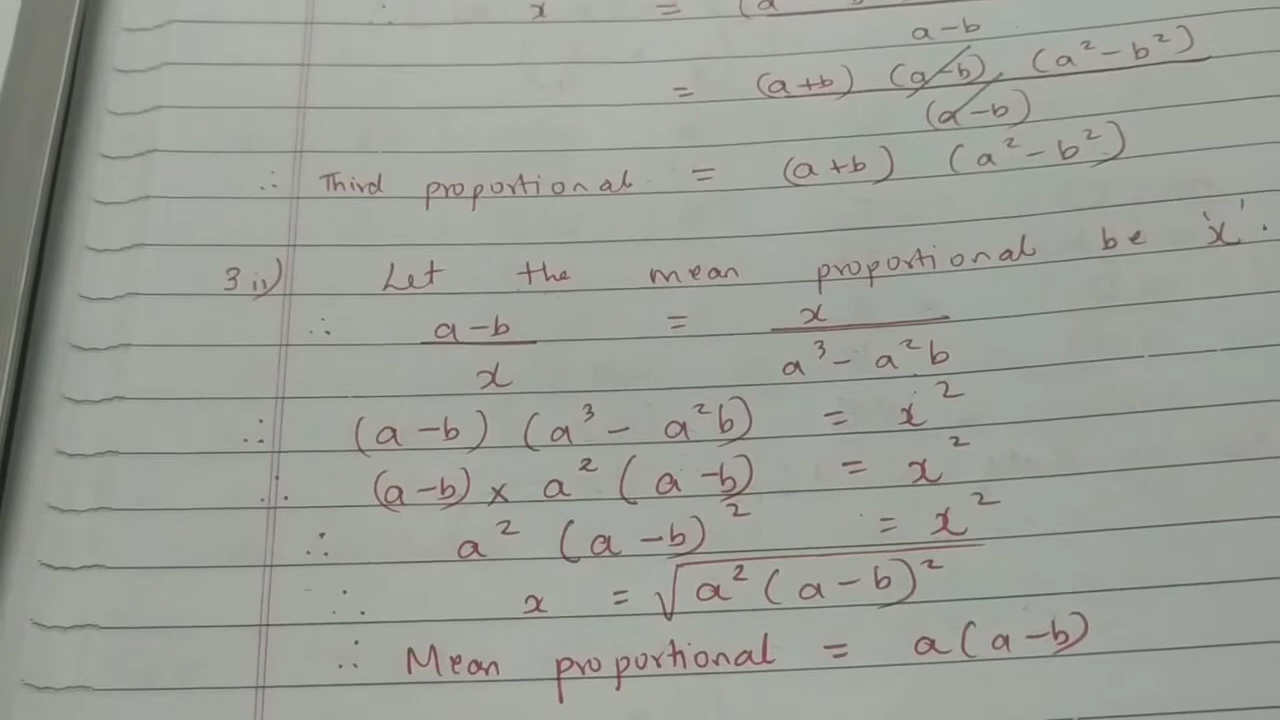 ∴ x = (a
a-b
= (a+b) (a-b), (a²-b²)
(a-b)
∴ Third proportional = (a+b) (a²-b²)
3 ii) Let the mean proportional be 'x'.
∴ a-b = x
x a³- a²b
∴ (a-b) (a³- a²b) = x²
∴ (a-b) × a² (a-b) = x²
∴ a² (a-b)² = x²
∴ x = √a²(a-b)²
∴ Mean proportional = a(a-b)